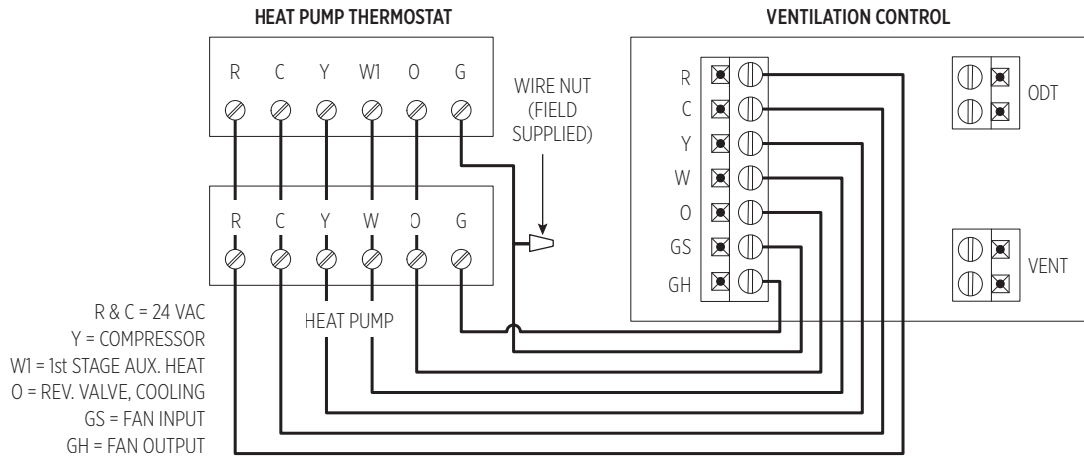 HEAT PUMP THERMOSTAT
VENTILATION CONTROL
R C Y W1 O G
WIRE NUT
(FIELD
SUPPLIED)
R C Y W O G
HEAT PUMP
R
C
Y
W
O
GS
GH
ODT
VENT
R & C = 24 VAC
Y = COMPRESSOR
W1 = 1st STAGE AUX. HEAT
O = REV. VALVE, COOLING
GS = FAN INPUT
GH = FAN OUTPUT